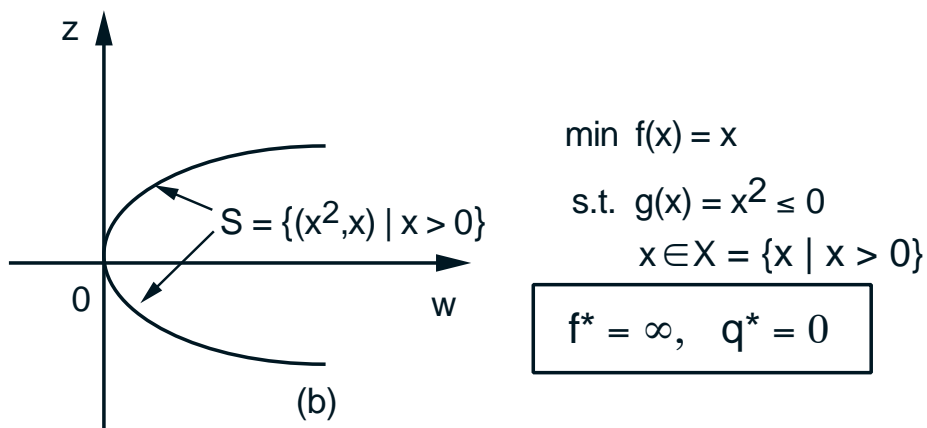 z
S = {(x²,x) | x > 0}
0
w
(b)
min f(x) = x
s.t. g(x) = x² ≤ 0
x∈X = {x | x > 0}
f* = ∞, q* = 0